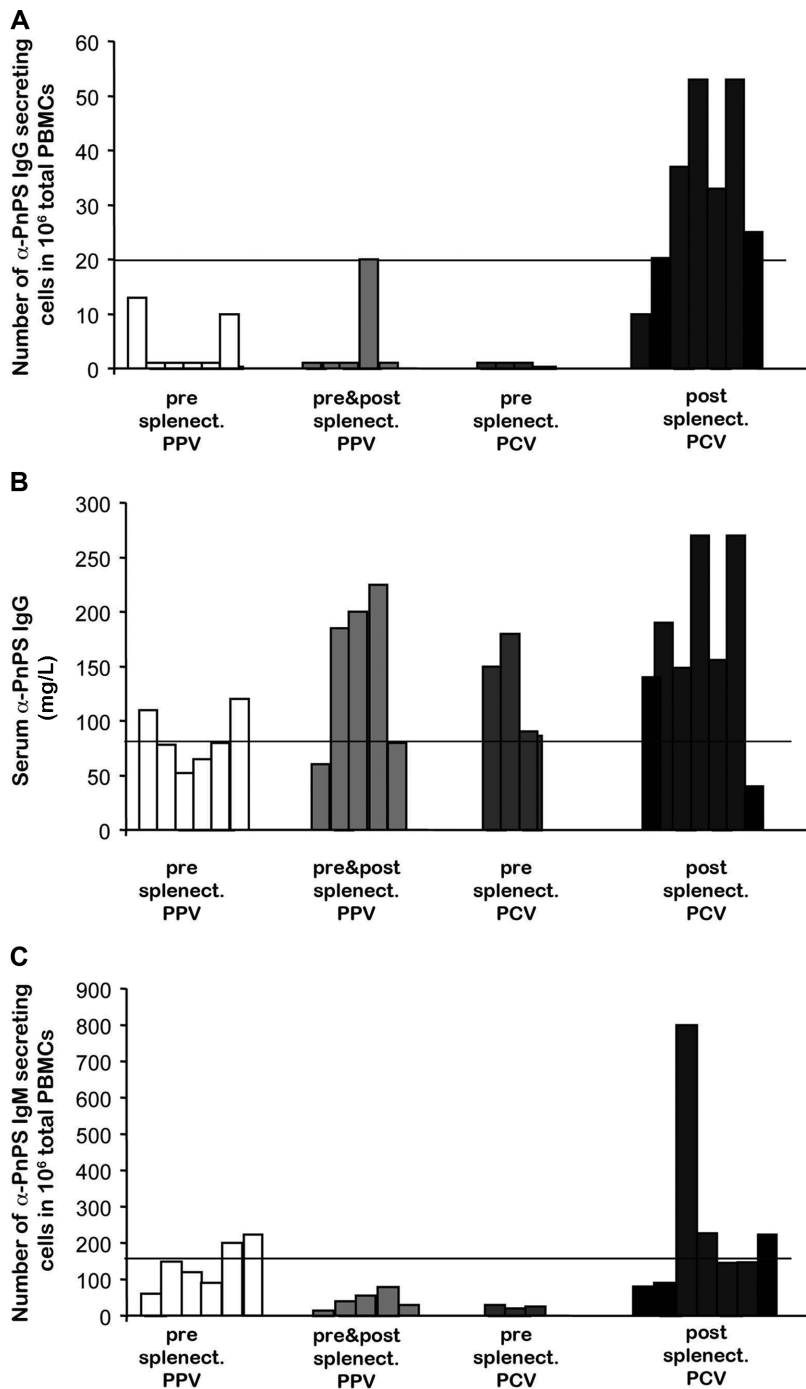 A
Number of α-PnPS IgG secreting
cells in 10⁶ total PBMCs
60
50
40
30
20
10
0
pre
splenect.
PPV
pre&post
splenect.
PPV
pre
splenect.
PCV
post
splenect.
PCV
B
Serum α-PnPS IgG
(mg/L)
300
250
200
150
100
50
0
pre
splenect.
PPV
pre&post
splenect.
PPV
pre
splenect.
PCV
post
splenect.
PCV
C
Number of α-PnPS IgM secreting
cells in 10⁶ total PBMCs
900
800
700
600
500
400
300
200
100
0
pre
splenect.
PPV
pre&post
splenect.
PPV
pre
splenect.
PCV
post
splenect.
PCV